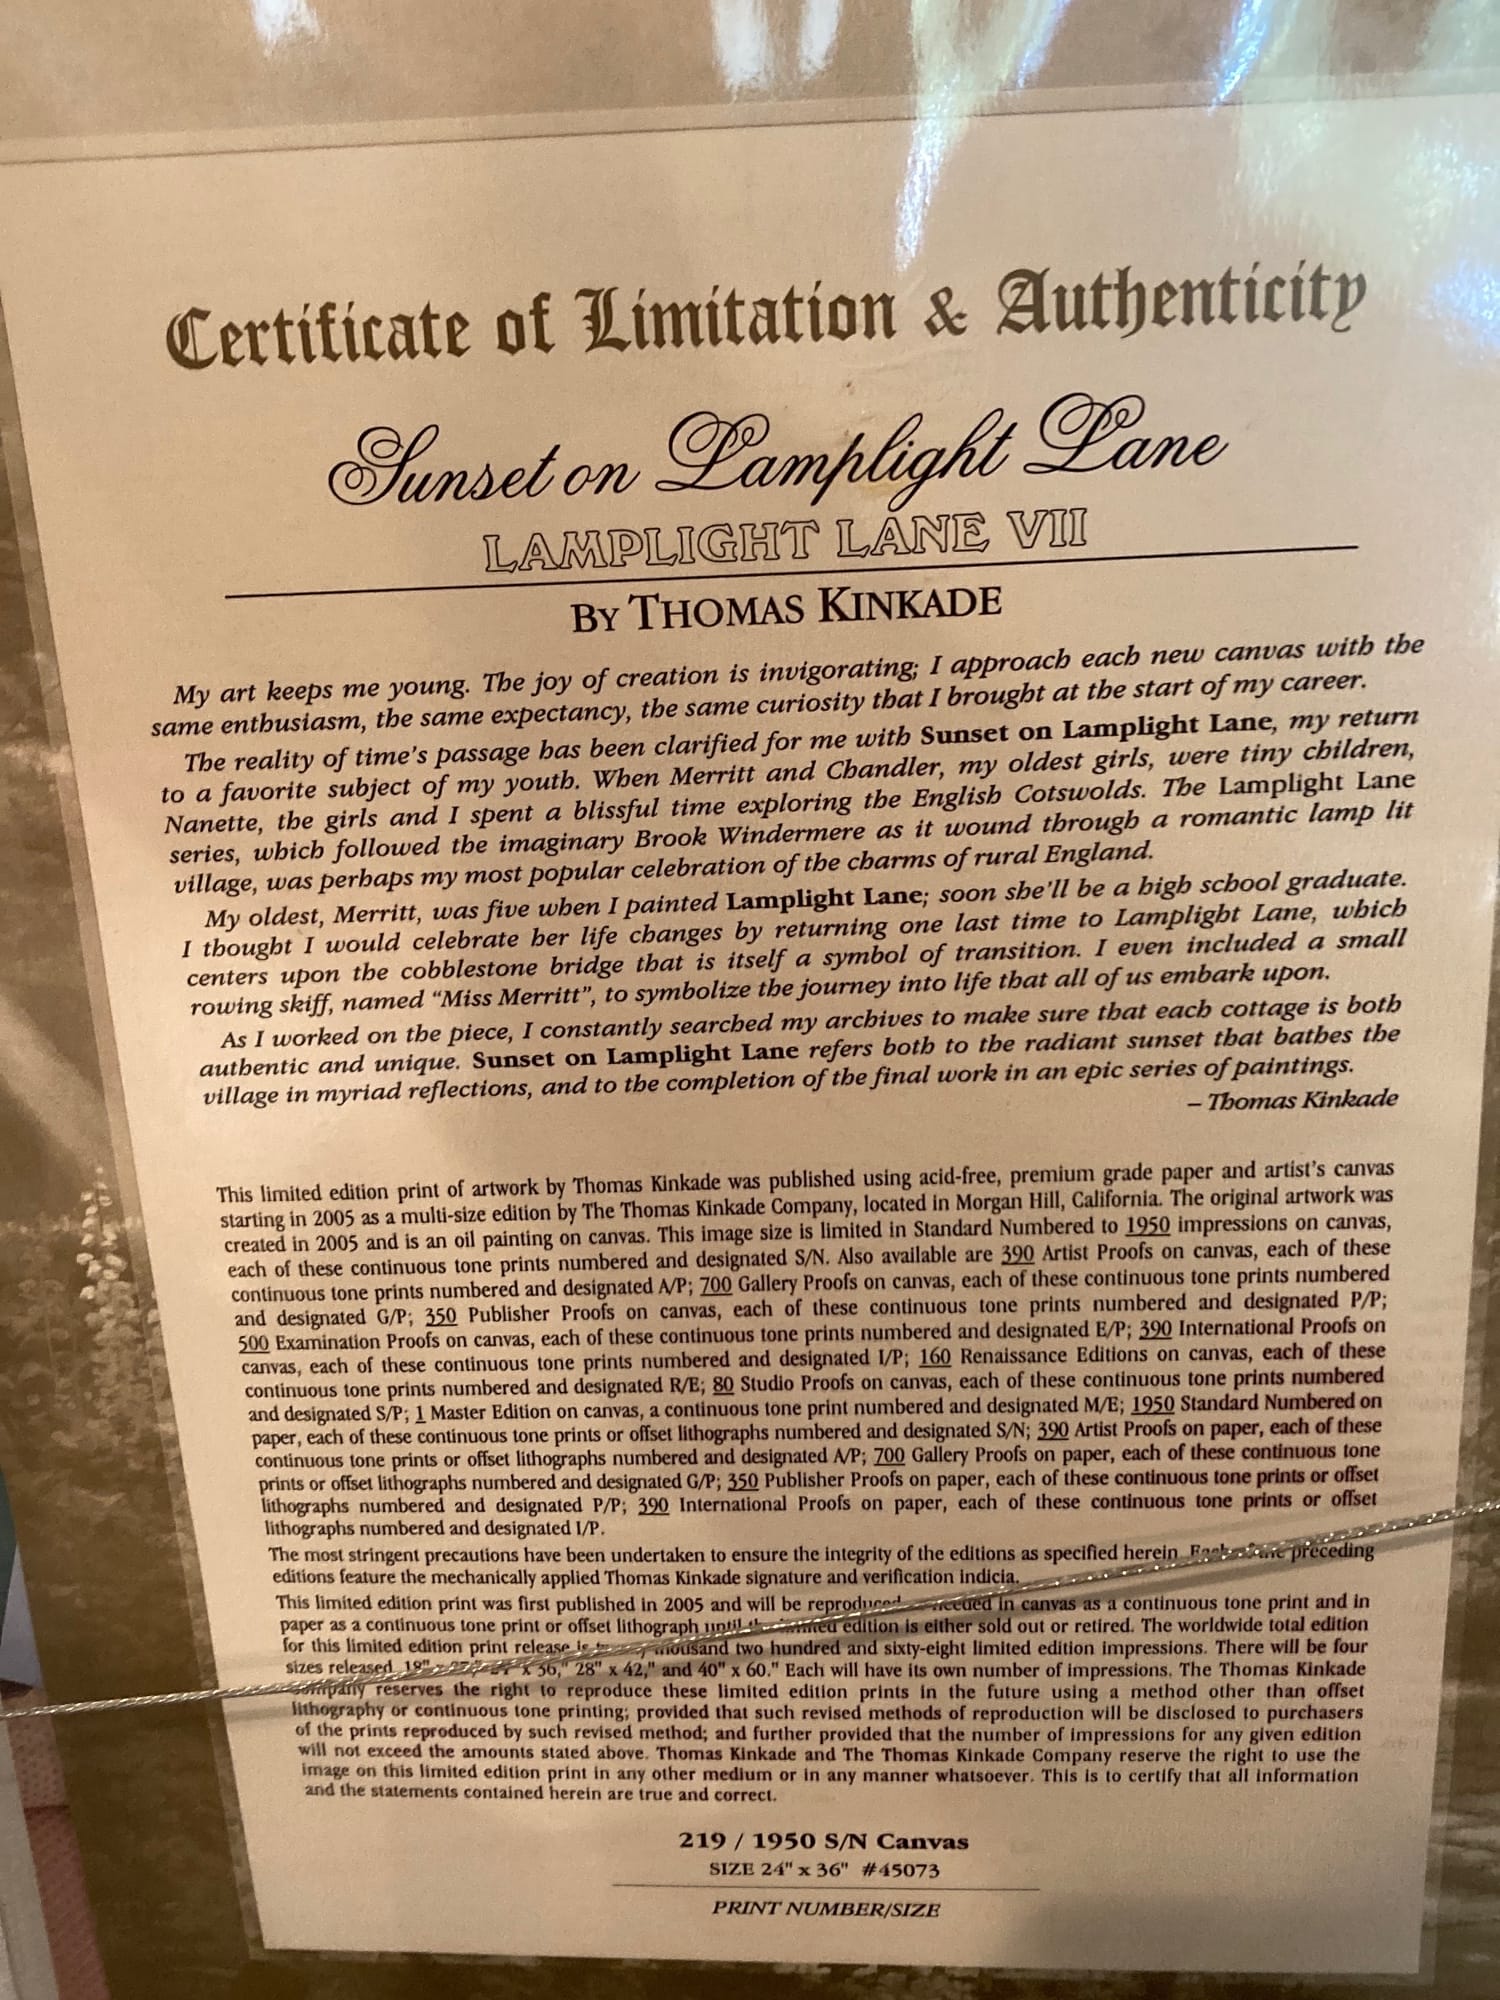 Certificate of Limitation & Authenticity
Sunset on Lamplight Lane
LAMPLIGHT LANE VII
BY THOMAS KINKADE
My art keeps me young. The joy of creation is invigorating; I approach each new canvas with the
same enthusiasm, the same expectancy, the same curiosity that I brought at the start of my career.
The reality of time's passage has been clarified for me with Sunset on Lamplight Lane, my return
to a favorite subject of my youth. When Merritt and Chandler, my oldest girls, were tiny children,
Nanette, the girls and I spent a blissful time exploring the English Cotswolds. The Lamplight Lane
series, which followed the imaginary Brook Windermere as it wound through a romantic lamp lit
village, was perhaps my most popular celebration of the charms of rural England.
My oldest, Merritt, was five when I painted Lamplight Lane; soon she'll be a high school graduate.
I thought I would celebrate her life changes by returning one last time to Lamplight Lane, which
centers upon the cobblestone bridge that is itself a symbol of transition. I even included a small
rowing skiff, named "Miss Merritt", to symbolize the journey into life that all of us embark upon.
As I worked on the piece, I constantly searched my archives to make sure that each cottage is both
authentic and unique. Sunset on Lamplight Lane refers both to the radiant sunset that bathes the
village in myriad reflections, and to the completion of the final work in an epic series of paintings.
– Thomas Kinkade
This limited edition print of artwork by Thomas Kinkade was published using acid-free, premium grade paper and artist's canvas
starting in 2005 as a multi-size edition by The Thomas Kinkade Company, located in Morgan Hill, California. The original artwork was
created in 2005 and is an oil painting on canvas. This image size is limited in Standard Numbered to 1950 impressions on canvas,
each of these continuous tone prints numbered and designated S/N. Also available are 390 Artist Proofs on canvas, each of these
continuous tone prints numbered and designated A/P; 700 Gallery Proofs on canvas, each of these continuous tone prints numbered
and designated G/P; 350 Publisher Proofs on canvas, each of these continuous tone prints numbered and designated P/P;
500 Examination Proofs on canvas, each of these continuous tone prints numbered and designated E/P; 390 International Proofs on
canvas, each of these continuous tone prints numbered and designated I/P; 160 Renaissance Editions on canvas, each of these
continuous tone prints numbered and designated R/E; 80 Studio Proofs on canvas, each of these continuous tone prints numbered
and designated S/P; 1 Master Edition on canvas, a continuous tone print numbered and designated M/E; 1950 Standard Numbered on
paper, each of these continuous tone prints or offset lithographs numbered and designated S/N; 390 Artist Proofs on paper, each of these
continuous tone prints or offset lithographs numbered and designated A/P; 700 Gallery Proofs on paper, each of these continuous tone
prints or offset lithographs numbered and designated G/P; 350 Publisher Proofs on paper, each of these continuous tone prints or offset
lithographs numbered and designated P/P; 390 International Proofs on paper, each of these continuous tone prints or offset
lithographs numbered and designated I/P.
The most stringent precautions have been undertaken to ensure the integrity of the editions as specified herein. preceding
editions feature the mechanically applied Thomas Kinkade signature and verification indicia.
This limited edition print was first published in 2005 and will be reproduced in canvas as a continuous tone print and in
paper as a continuous tone print or offset lithograph until edition is either sold out or retired. The worldwide total edition
for this limited edition print release is thousand two hundred and sixty-eight limited edition impressions. There will be four
sizes released, x 36," 28" x 42," and 40" x 60." Each will have its own number of impressions. The Thomas Kinkade
Company reserves the right to reproduce these limited edition prints in the future using a method other than offset
lithography or continuous tone printing; provided that such revised methods of reproduction will be disclosed to purchasers
of the prints reproduced by such revised method; and further provided that the number of impressions for any given edition
will not exceed the amounts stated above. Thomas Kinkade and The Thomas Kinkade Company reserve the right to use the
image on this limited edition print in any other medium or in any manner whatsoever. This is to certify that all information
and the statements contained herein are true and correct.
219 / 1950 S/N Canvas
SIZE 24" x 36" #45073
PRINT NUMBER/SIZE